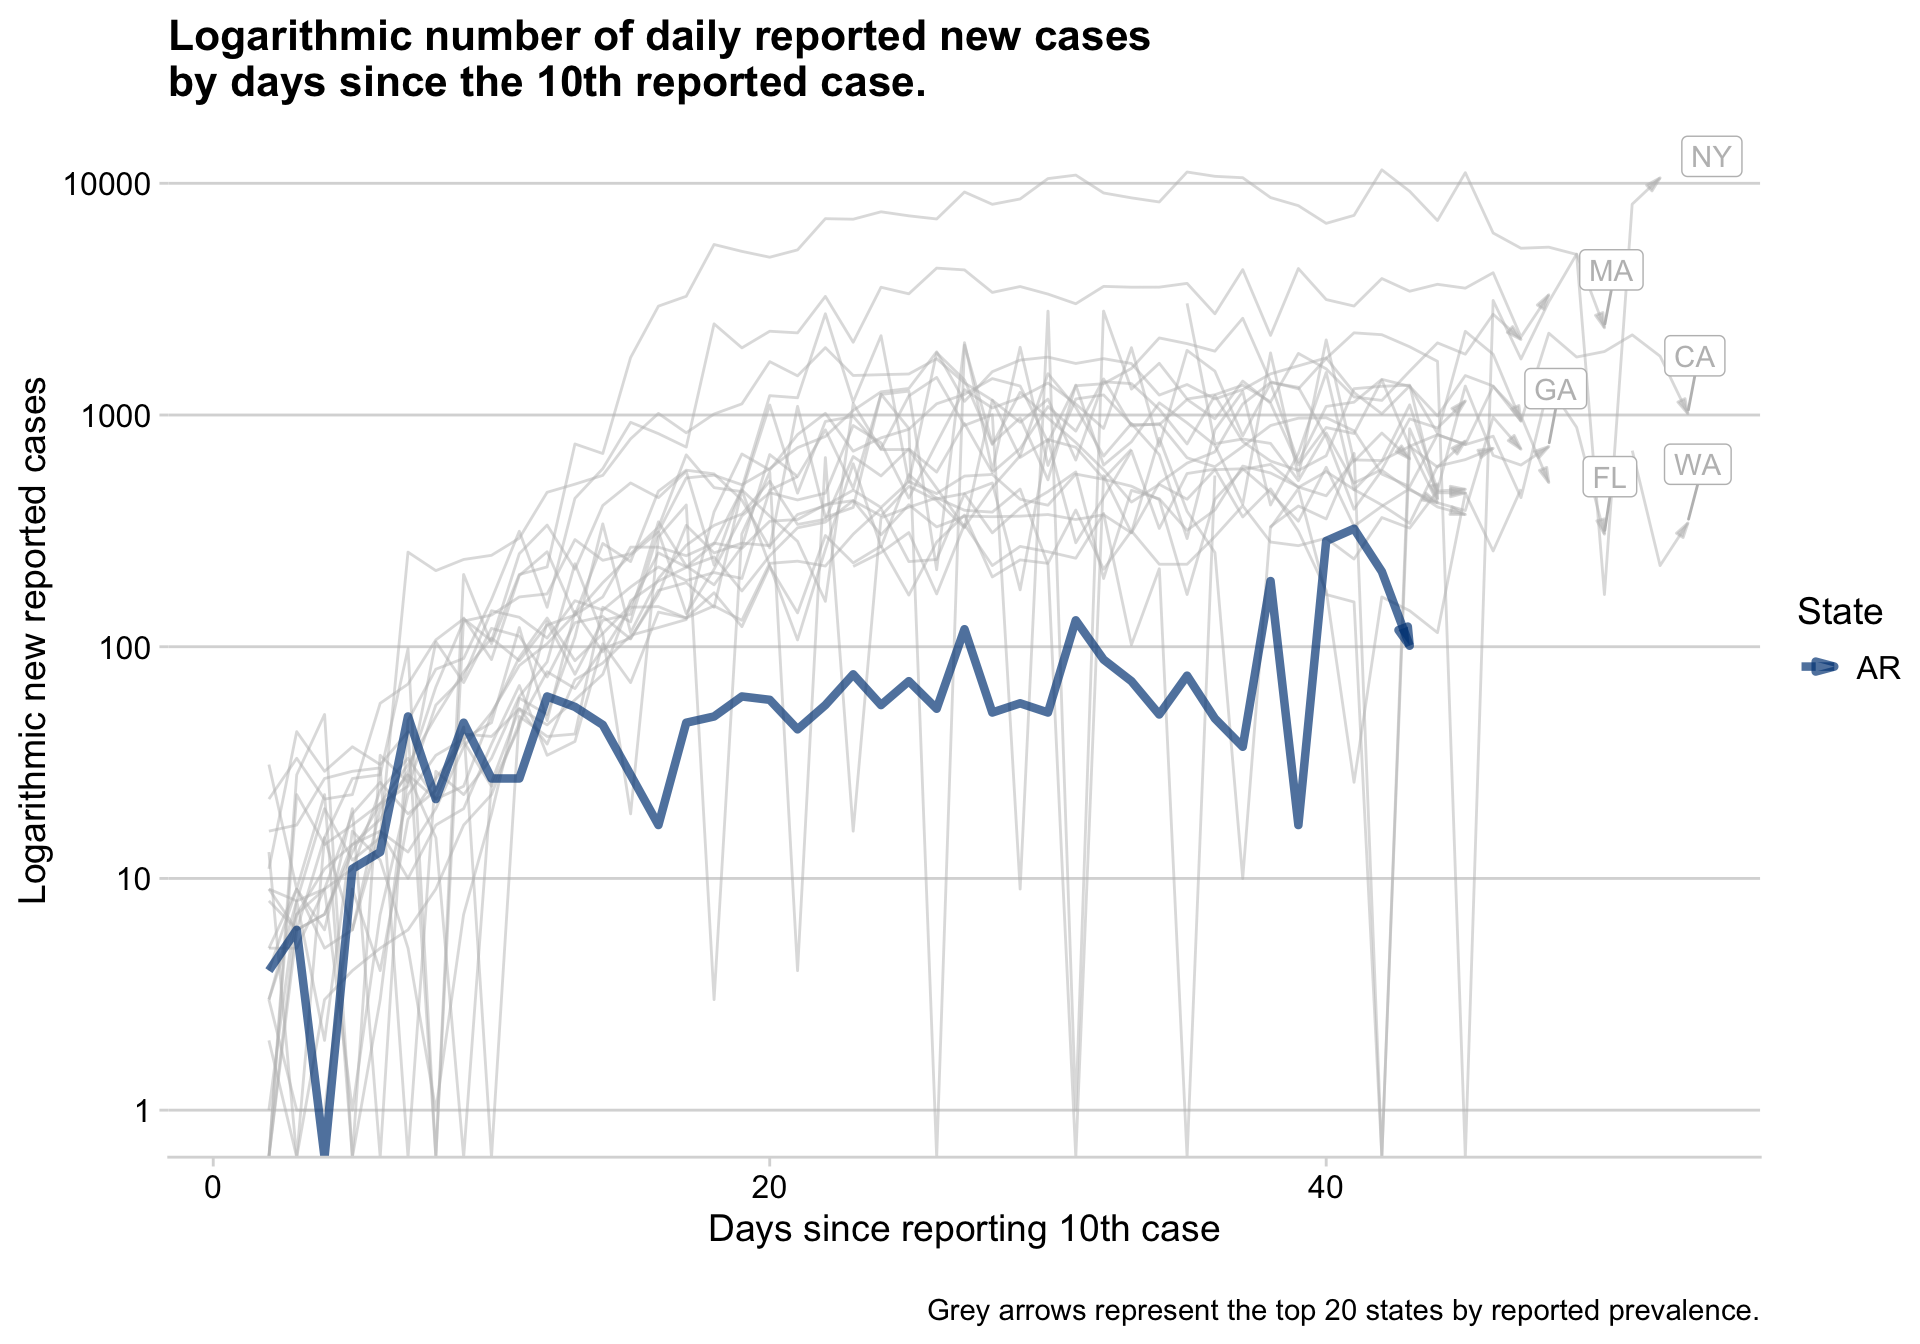 Logarithmic number of daily reported new cases
by days since the 10th reported case.
NY
10000
MA
CA
GA
1000
WA
FL
Logarithmic new reported cases
State
AR
100
10
1
0
20
40
Days since reporting 10th case
Grey arrows represent the top 20 states by reported prevalence.